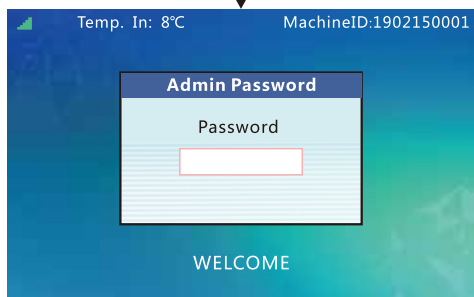 Temp. In: 8℃ MachineID:1902150001
Admin Password
Password
WELCOME